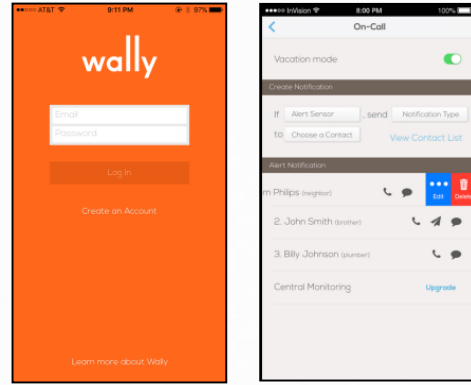 AT&T 9:11 PM 97%
wally
Email
Password
Log in
Create an Account
Learn more about Wally
InVision 8:00 PM 100%
On-Call
Vacation mode
Create Notification
If Alert Sensor , send Notification Type
to Choose a Contact View Contact List
Alert Notification
m Philips (neighbor) Edit Delete
2. John Smith (brother)
3. Billy Johnson (plumber)
Central Monitoring Upgrade